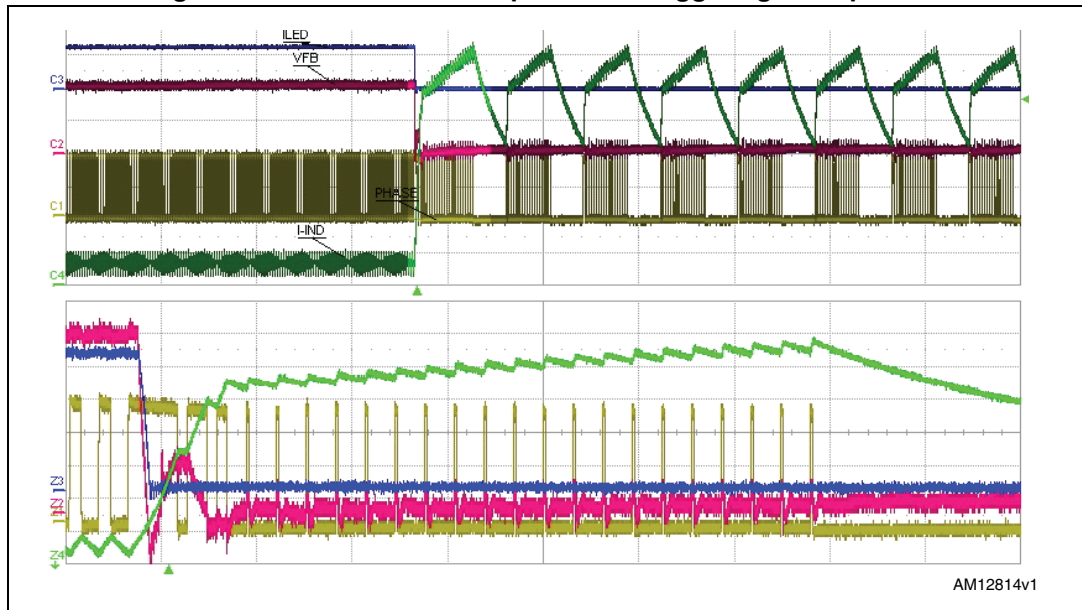 ILED
VFB
C3
C2
PHASE
C1
I-IND
C4
Z3
Z4
AM12814v1